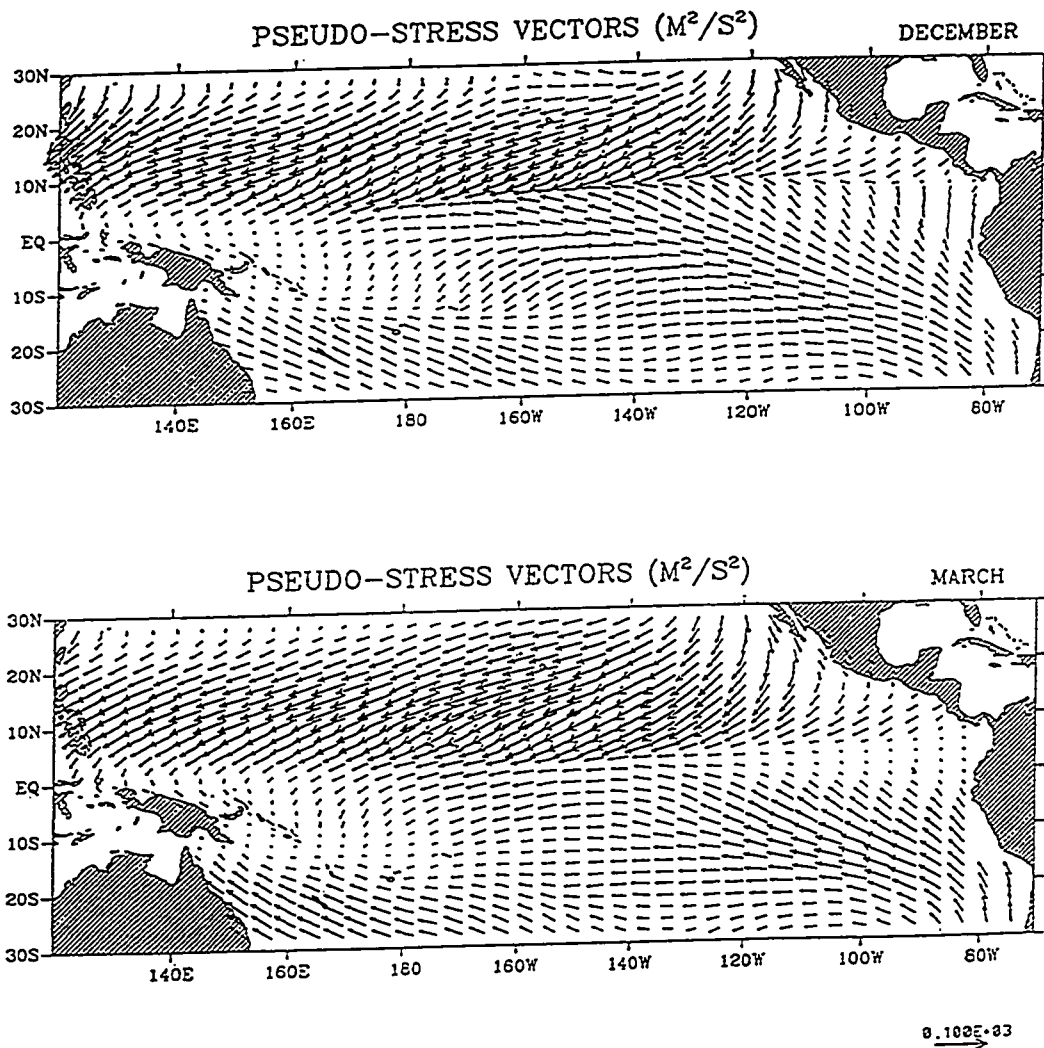 PSEUDO-STRESS VECTORS (M²/S²) DECEMBER
30N
20N
10N
EQ
10S
20S
30S
140E 160E 180 160W 140W 120W 100W 80W
PSEUDO-STRESS VECTORS (M²/S²) MARCH
30N
20N
10N
EQ
10S
20S
30S
140E 160E 180 160W 140W 120W 100W 80W
0.100E+03